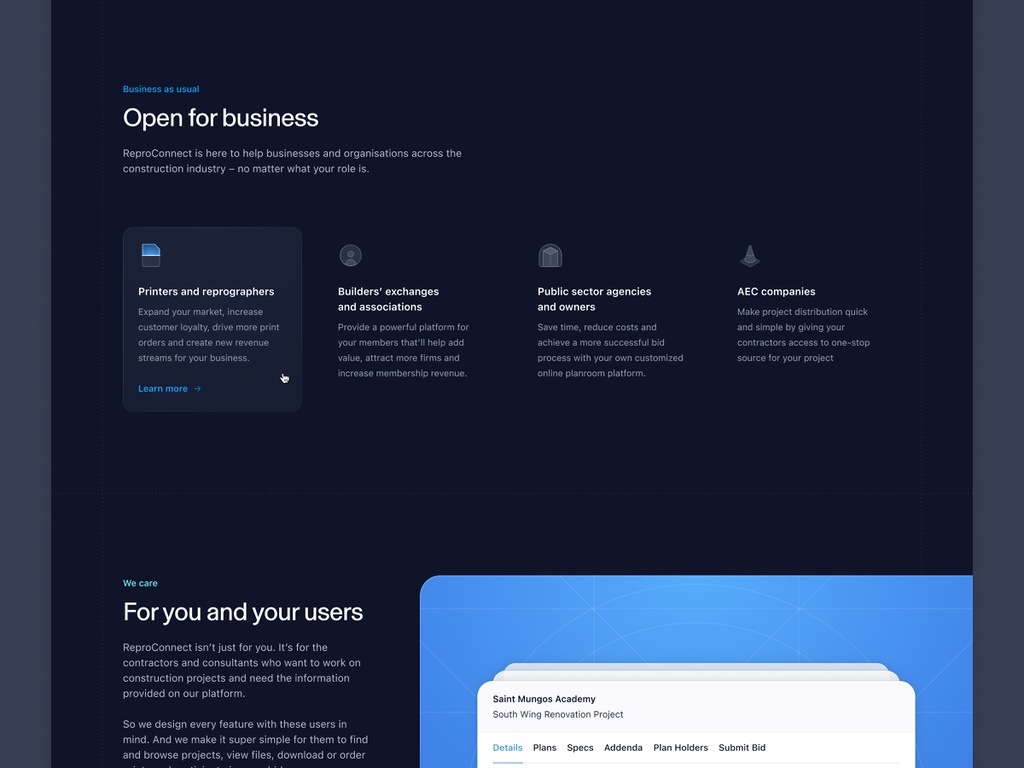 Business as usual
Open for business
ReproConnect is here to help businesses and organisations across the
construction industry – no matter what your role is.
Printers and reprographers
Expand your market, increase
customer loyalty, drive more print
orders and create new revenue
streams for your business.
Learn more →
Builders’ exchanges
and associations
Provide a powerful platform for
your members that’ll help add
value, attract more firms and
increase membership revenue.
Public sector agencies
and owners
Save time, reduce costs and
achieve a more successful bid
process with your own customized
online planroom platform.
AEC companies
Make project distribution quick
and simple by giving your
contractors access to one-stop
source for your project
We care
For you and your users
ReproConnect isn’t just for you. It’s for the
contractors and consultants who want to work on
construction projects and need the information
provided on our platform.
So we design every feature with these users in
mind. And we make it super simple for them to find
and browse projects, view files, download or order
Saint Mungos Academy
South Wing Renovation Project
Details Plans Specs Addenda Plan Holders Submit Bid